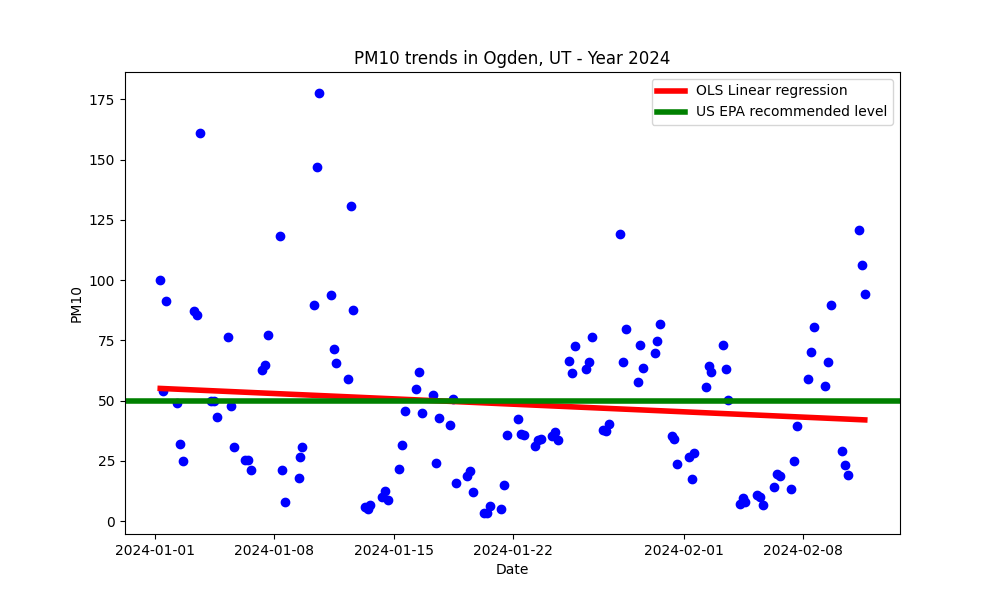 PM10 trends in Ogden, UT - Year 2024
OLS Linear regression
US EPA recommended level
175
150
125
100
75
50
25
0
PM10
2024-01-01
2024-01-08
2024-01-15
2024-01-22
2024-02-01
2024-02-08
Date